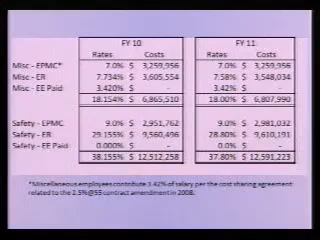 FY 10 FY 11
Rates Costs Rates Costs
Misc - EPMC* 7.0% $ 3,259,956 7.0% $ 3,259,956
Misc - ER 7.734% $ 3,605,554 7.58% $ 3,548,034
Misc - EE Paid 3.420% $ - 3.42% $ -
18.154% $ 6,865,510 18.00% $ 6,807,990
Safety - EPMC 9.0% $ 2,951,762 9.0% $ 2,981,032
Safety - ER 29.155% $ 9,560,496 28.80% $ 9,610,191
Safety - EE Paid 0.000% $ - 0.0% $ -
38.155% $ 12,512,258 37.80% $ 12,591,223
*Miscellaneous employees contribute 3.42% of salary per the cost sharing agreement
related to the 2.5%@55 contract amendment in 2008.